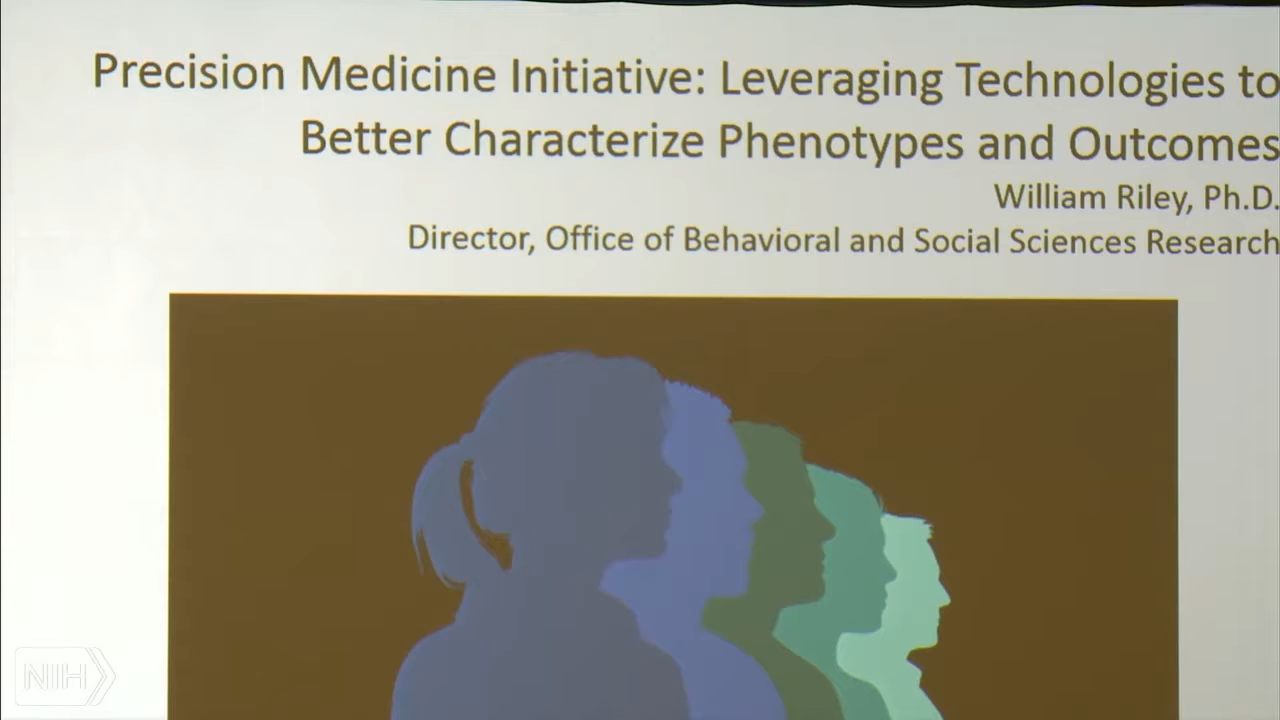 Precision Medicine Initiative: Leveraging Technologies to
Better Characterize Phenotypes and Outcomes
William Riley, Ph.D.
Director, Office of Behavioral and Social Sciences Research
NIH